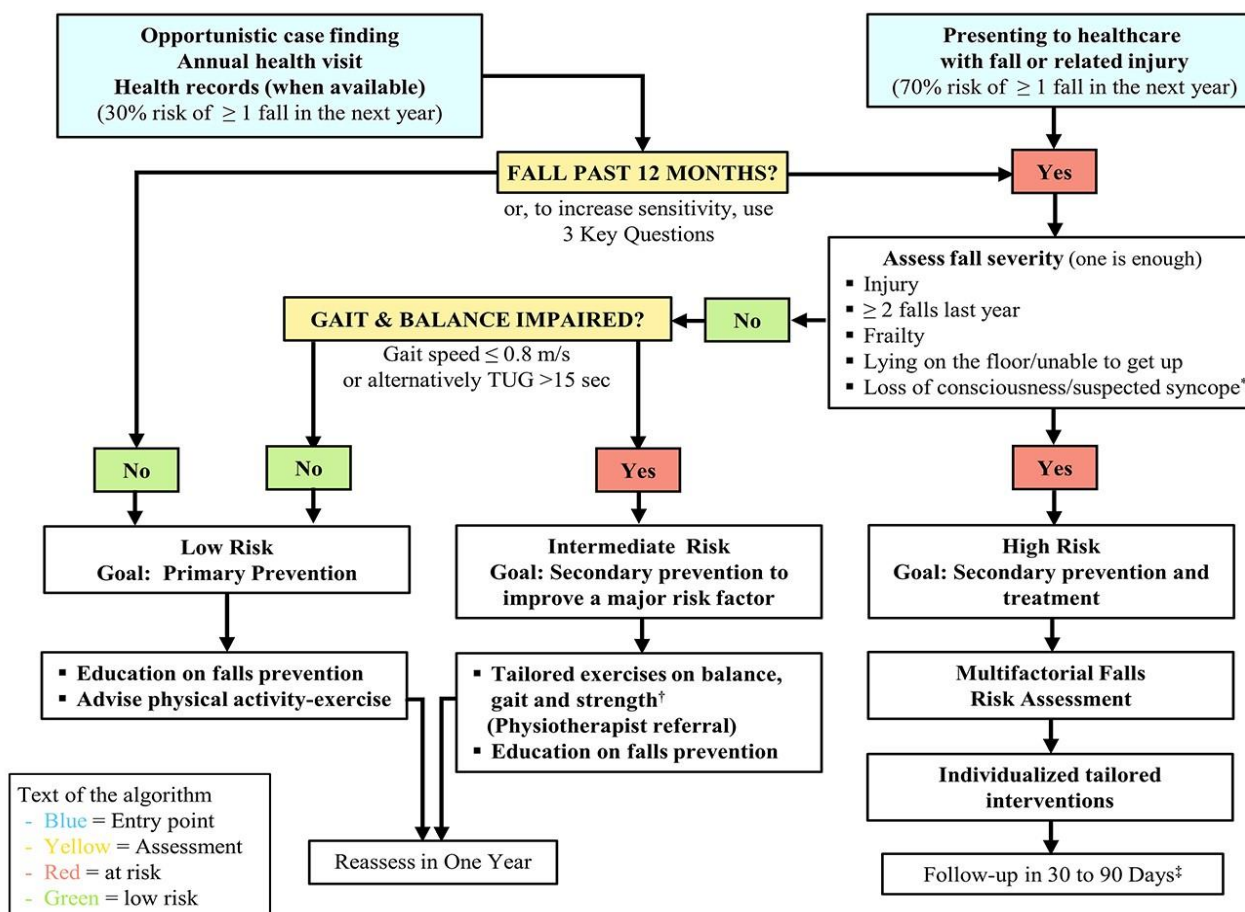 Opportunistic case finding
Annual health visit
Health records (when available)
(30% risk of ≥ 1 fall in the next year)
Presenting to healthcare
with fall or related injury
(70% risk of ≥ 1 fall in the next year)
FALL PAST 12 MONTHS?
or, to increase sensitivity, use
3 Key Questions
Yes
Assess fall severity (one is enough)
▪ Injury
▪ ≥ 2 falls last year
▪ Frailty
▪ Lying on the floor/unable to get up
▪ Loss of consciousness/suspected syncope*
No
GAIT & BALANCE IMPAIRED?
Gait speed ≤ 0.8 m/s
or alternatively TUG >15 sec
No
No
Yes
Yes
Low Risk
Goal: Primary Prevention
Intermediate Risk
Goal: Secondary prevention to
improve a major risk factor
High Risk
Goal: Secondary prevention and
treatment
▪ Education on falls prevention
▪ Advise physical activity-exercise
▪ Tailored exercises on balance,
gait and strength†
(Physiotherapist referral)
▪ Education on falls prevention
Multifactorial Falls
Risk Assessment
Individualized tailored
interventions
Reassess in One Year
Follow-up in 30 to 90 Days‡
Text of the algorithm
- Blue = Entry point
- Yellow = Assessment
- Red = at risk
- Green = low risk